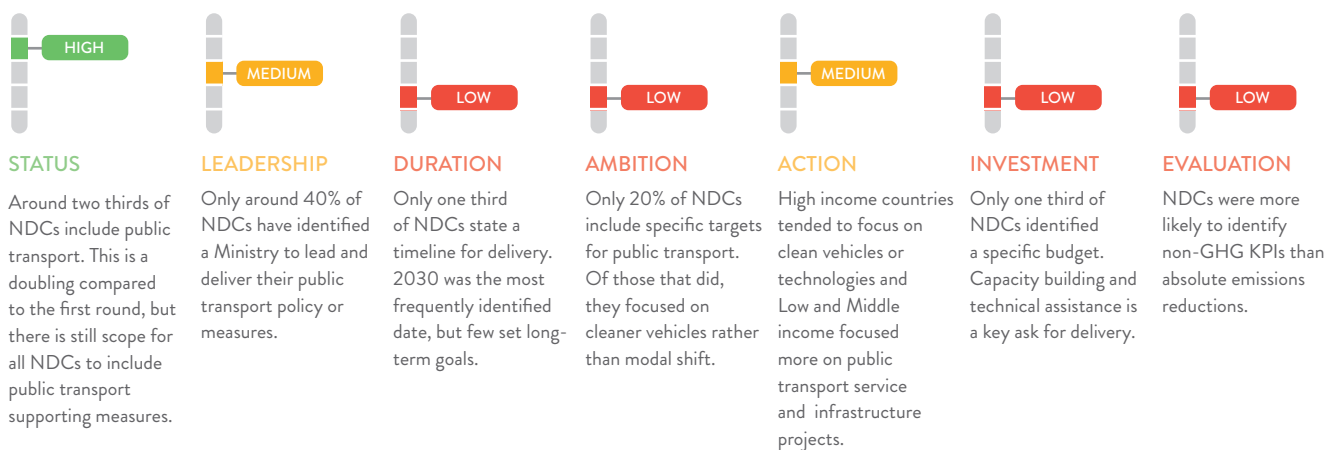 HIGH
STATUS
Around two thirds of
NDCs include public
transport. This is a
doubling compared
to the first round, but
there is still scope for
all NDCs to include
public transport
supporting measures.
MEDIUM
LEADERSHIP
Only around 40% of
NDCs have identified
a Ministry to lead and
deliver their public
transport policy or
measures.
LOW
DURATION
Only one third
of NDCs state a
timeline for delivery.
2030 was the most
frequently identified
date, but few set long-
term goals.
LOW
AMBITION
Only 20% of NDCs
include specific targets
for public transport.
Of those that did,
they focused on
cleaner vehicles rather
than modal shift.
MEDIUM
ACTION
High income countries
tended to focus on
clean vehicles or
technologies and
Low and Middle
income focused
more on public
transport service
and infrastructure
projects.
LOW
INVESTMENT
Only one third of
NDCs identified
a specific budget.
Capacity building and
technical assistance is
a key ask for delivery.
LOW
EVALUATION
NDCs were more
likely to identify
non-GHG KPIs than
absolute emissions
reductions.